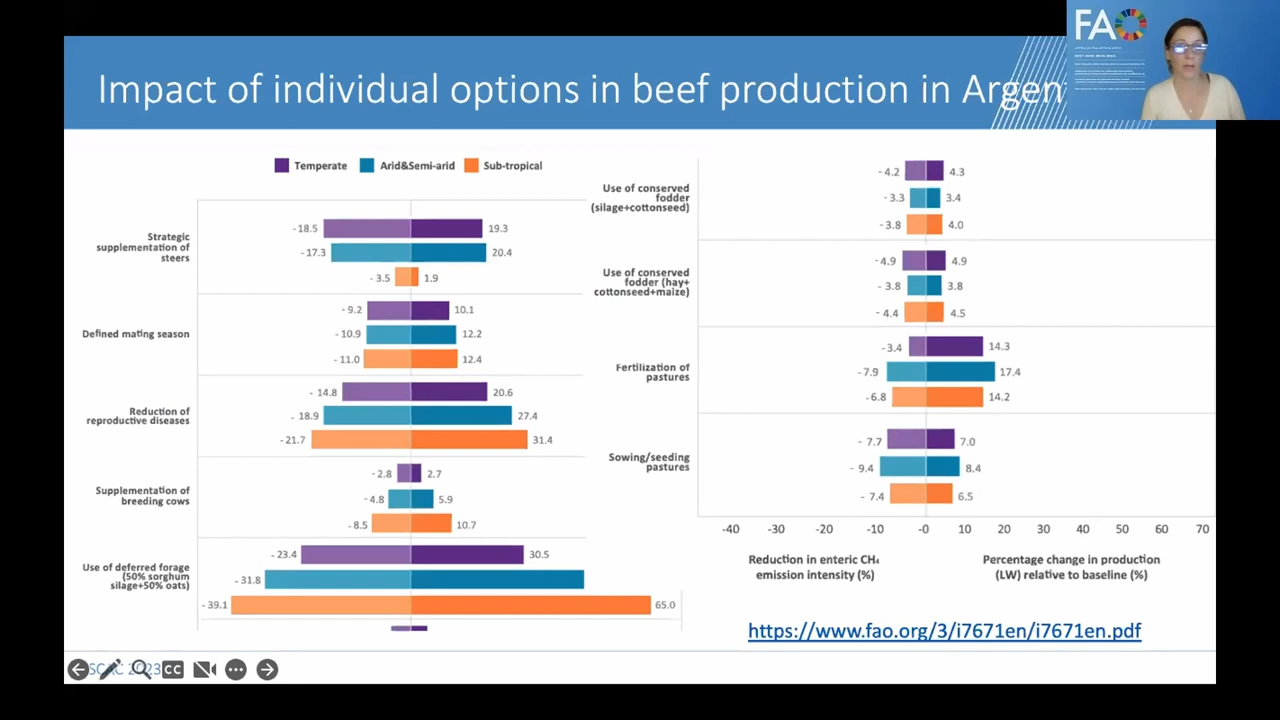 FAO
Impact of individual options in beef production in Argen
Temperate
Arid&Semi-arid
Sub-tropical
Strategic
supplementation of
steers
- 18.5
19.3
- 17.3
20.4
- 3.5
1.9
Defined mating season
- 9.2
10.1
- 10.9
12.2
- 11.0
12.4
Reduction of
reproductive diseases
- 14.8
20.6
- 18.9
27.4
- 21.7
31.4
Supplementation of
breeding cows
- 2.8
2.7
- 4.8
5.9
- 8.5
10.7
Use of deferred forage
(50% sorghum
silage+50% oats)
- 23.4
30.5
- 31.8
- 39.1
65.0
Use of conserved
fodder
(silage+cottonseed)
- 4.2
4.3
- 3.3
3.4
- 3.8
4.0
Use of conserved
fodder (hay+
cottonseed+maize)
- 4.9
4.9
- 3.8
3.8
- 4.4
4.5
Fertilization of
pastures
- 3.4
14.3
- 7.9
17.4
- 6.8
14.2
Sowing/seeding
pastures
- 7.7
7.0
- 9.4
8.4
- 7.4
6.5
-40 -30 -20 -10 -0 10 20 30 40 50 60 70
Reduction in enteric CH₄
emission intensity (%)
Percentage change in production
(LW) relative to baseline (%)
https://www.fao.org/3/i7671en/i7671en.pdf
2023
CC